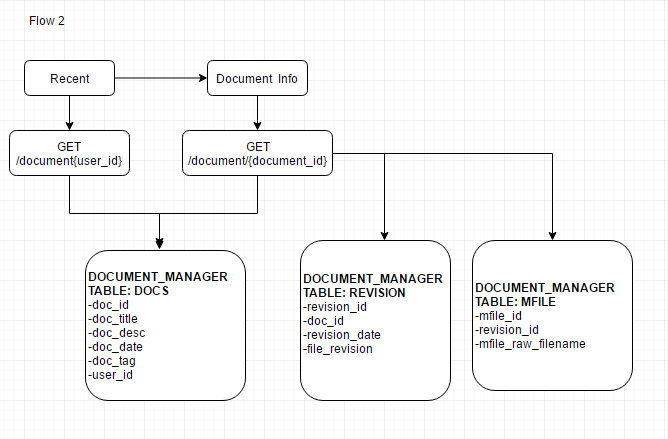 Flow 2
Recent
Document Info
GET
/document{user_id}
GET
/document/{document_id}
DOCUMENT_MANAGER
TABLE: DOCS
-doc_id
-doc_title
-doc_desc
-doc_date
-doc_tag
-user_id
DOCUMENT_MANAGER
TABLE: REVISION
-revision_id
-doc_id
-revision_date
-file_revision
DOCUMENT_MANAGER
TABLE: MFILE
-mfile_id
-revision_id
-mfile_raw_filename